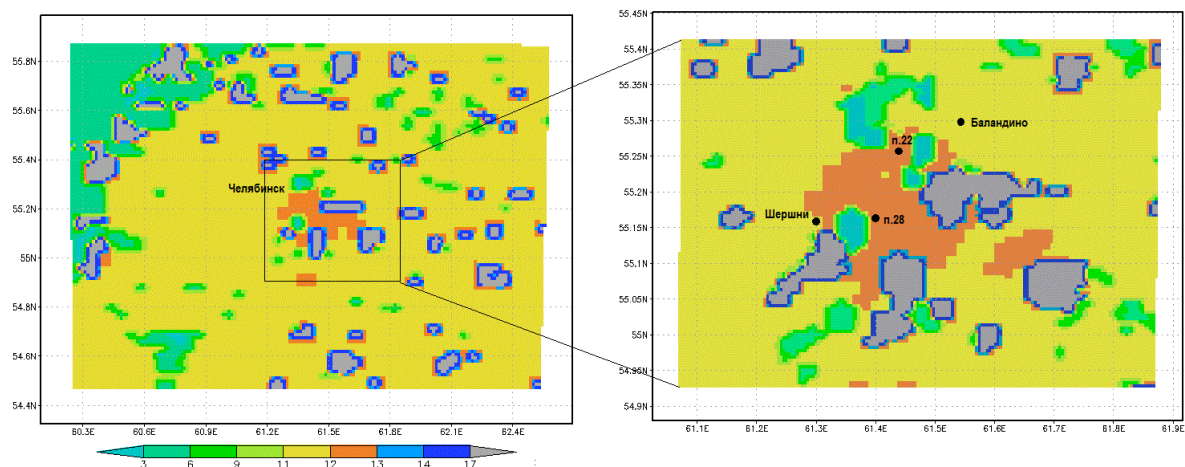 55.8N
55.6N
55.4N
55.2N
55N
54.8N
54.6N
54.4N
Челябинск
60.3E 60.6E 60.9E 61.2E 61.5E 61.8E 62.1E 62.4E
3 6 9 11 12 13 14 17
55.45N
55.4N
55.35N
55.3N
55.25N
55.2N
55.15N
55.1N
55.05N
55N
54.95N
54.9N
Баландино
п.22
Шершни
п.28
61.1E 61.2E 61.3E 61.4E 61.5E 61.6E 61.7E 61.8E 61.9E